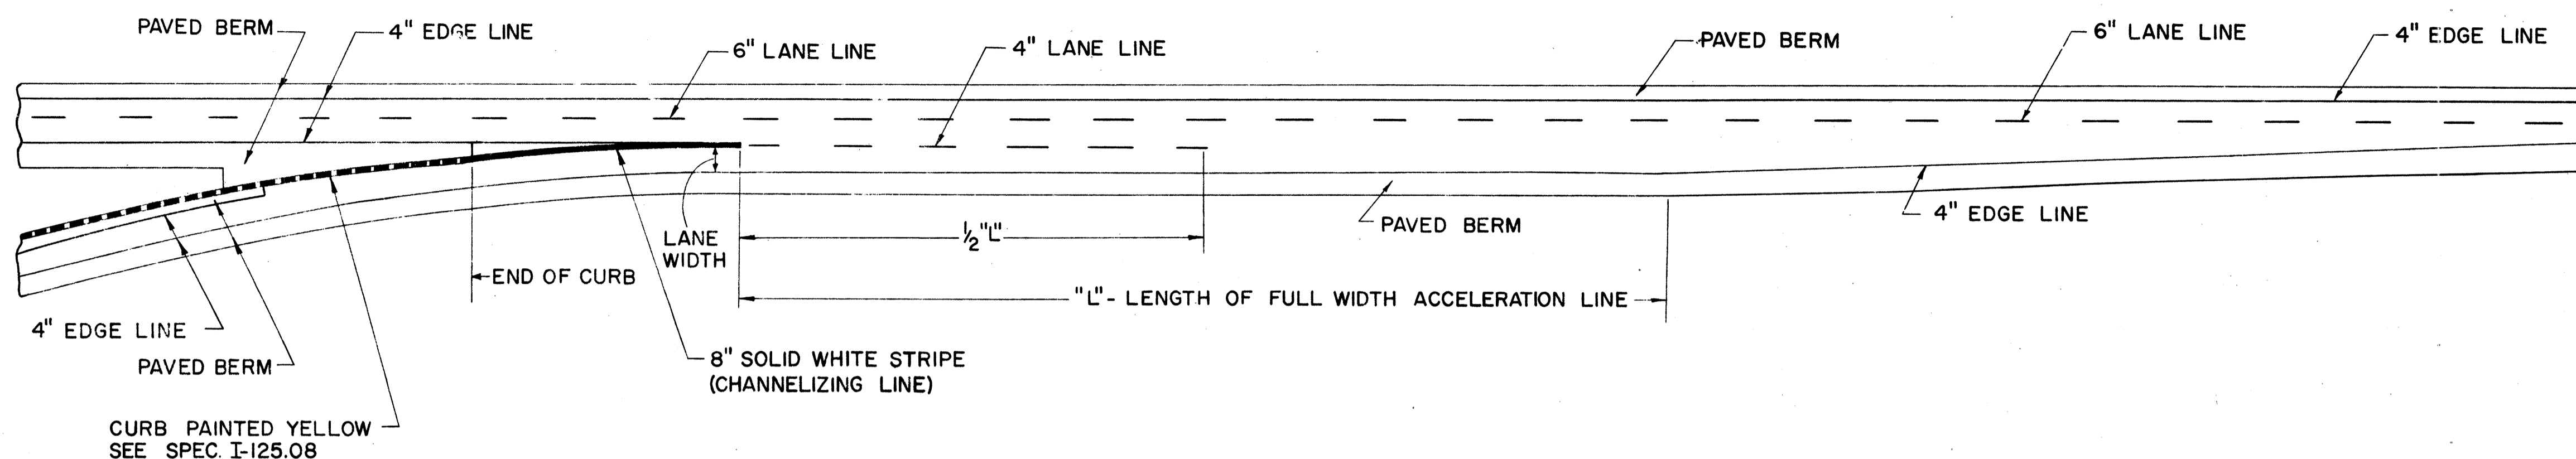 PAVED BERM
4" EDGE LINE
6" LANE LINE
4" LANE LINE
PAVED BERM
6" LANE LINE
4" EDGE LINE
LANE
WIDTH
½ "L"
PAVED BERM
4" EDGE LINE
END OF CURB
"L" - LENGTH OF FULL WIDTH ACCELERATION LINE
4" EDGE LINE
PAVED BERM
8" SOLID WHITE STRIPE
(CHANNELIZING LINE)
CURB PAINTED YELLOW
SEE SPEC. I-125.08